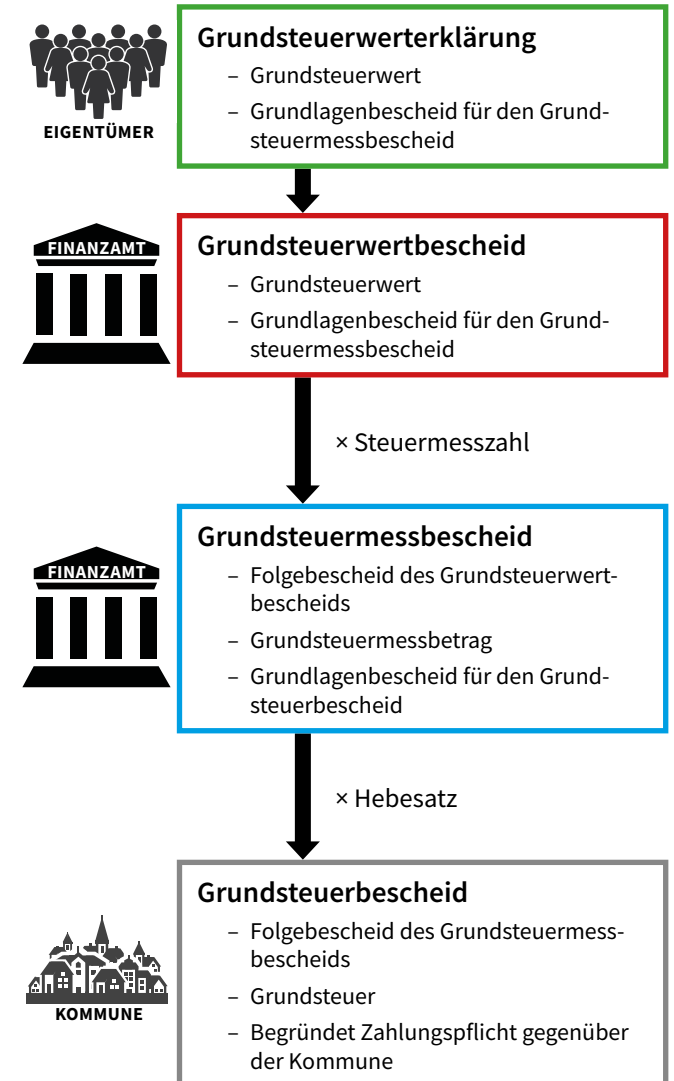 Grundsteuerwerterklärung
– Grundsteuerwert
– Grundlagenbescheid für den Grund-
steuermessbescheid
EIGENTÜMER
FINANZAMT
Grundsteuerwertbescheid
– Grundsteuerwert
– Grundlagenbescheid für den Grund-
steuermessbescheid
× Steuermesszahl
FINANZAMT
Grundsteuermessbescheid
– Folgebescheid des Grundsteuerwert-
bescheids
– Grundsteuermessbetrag
– Grundlagenbescheid für den Grund-
steuerbescheid
× Hebesatz
Grundsteuerbescheid
– Folgebescheid des Grundsteuermess-
bescheids
– Grundsteuer
– Begründet Zahlungspflicht gegenüber
der Kommune
KOMMUNE